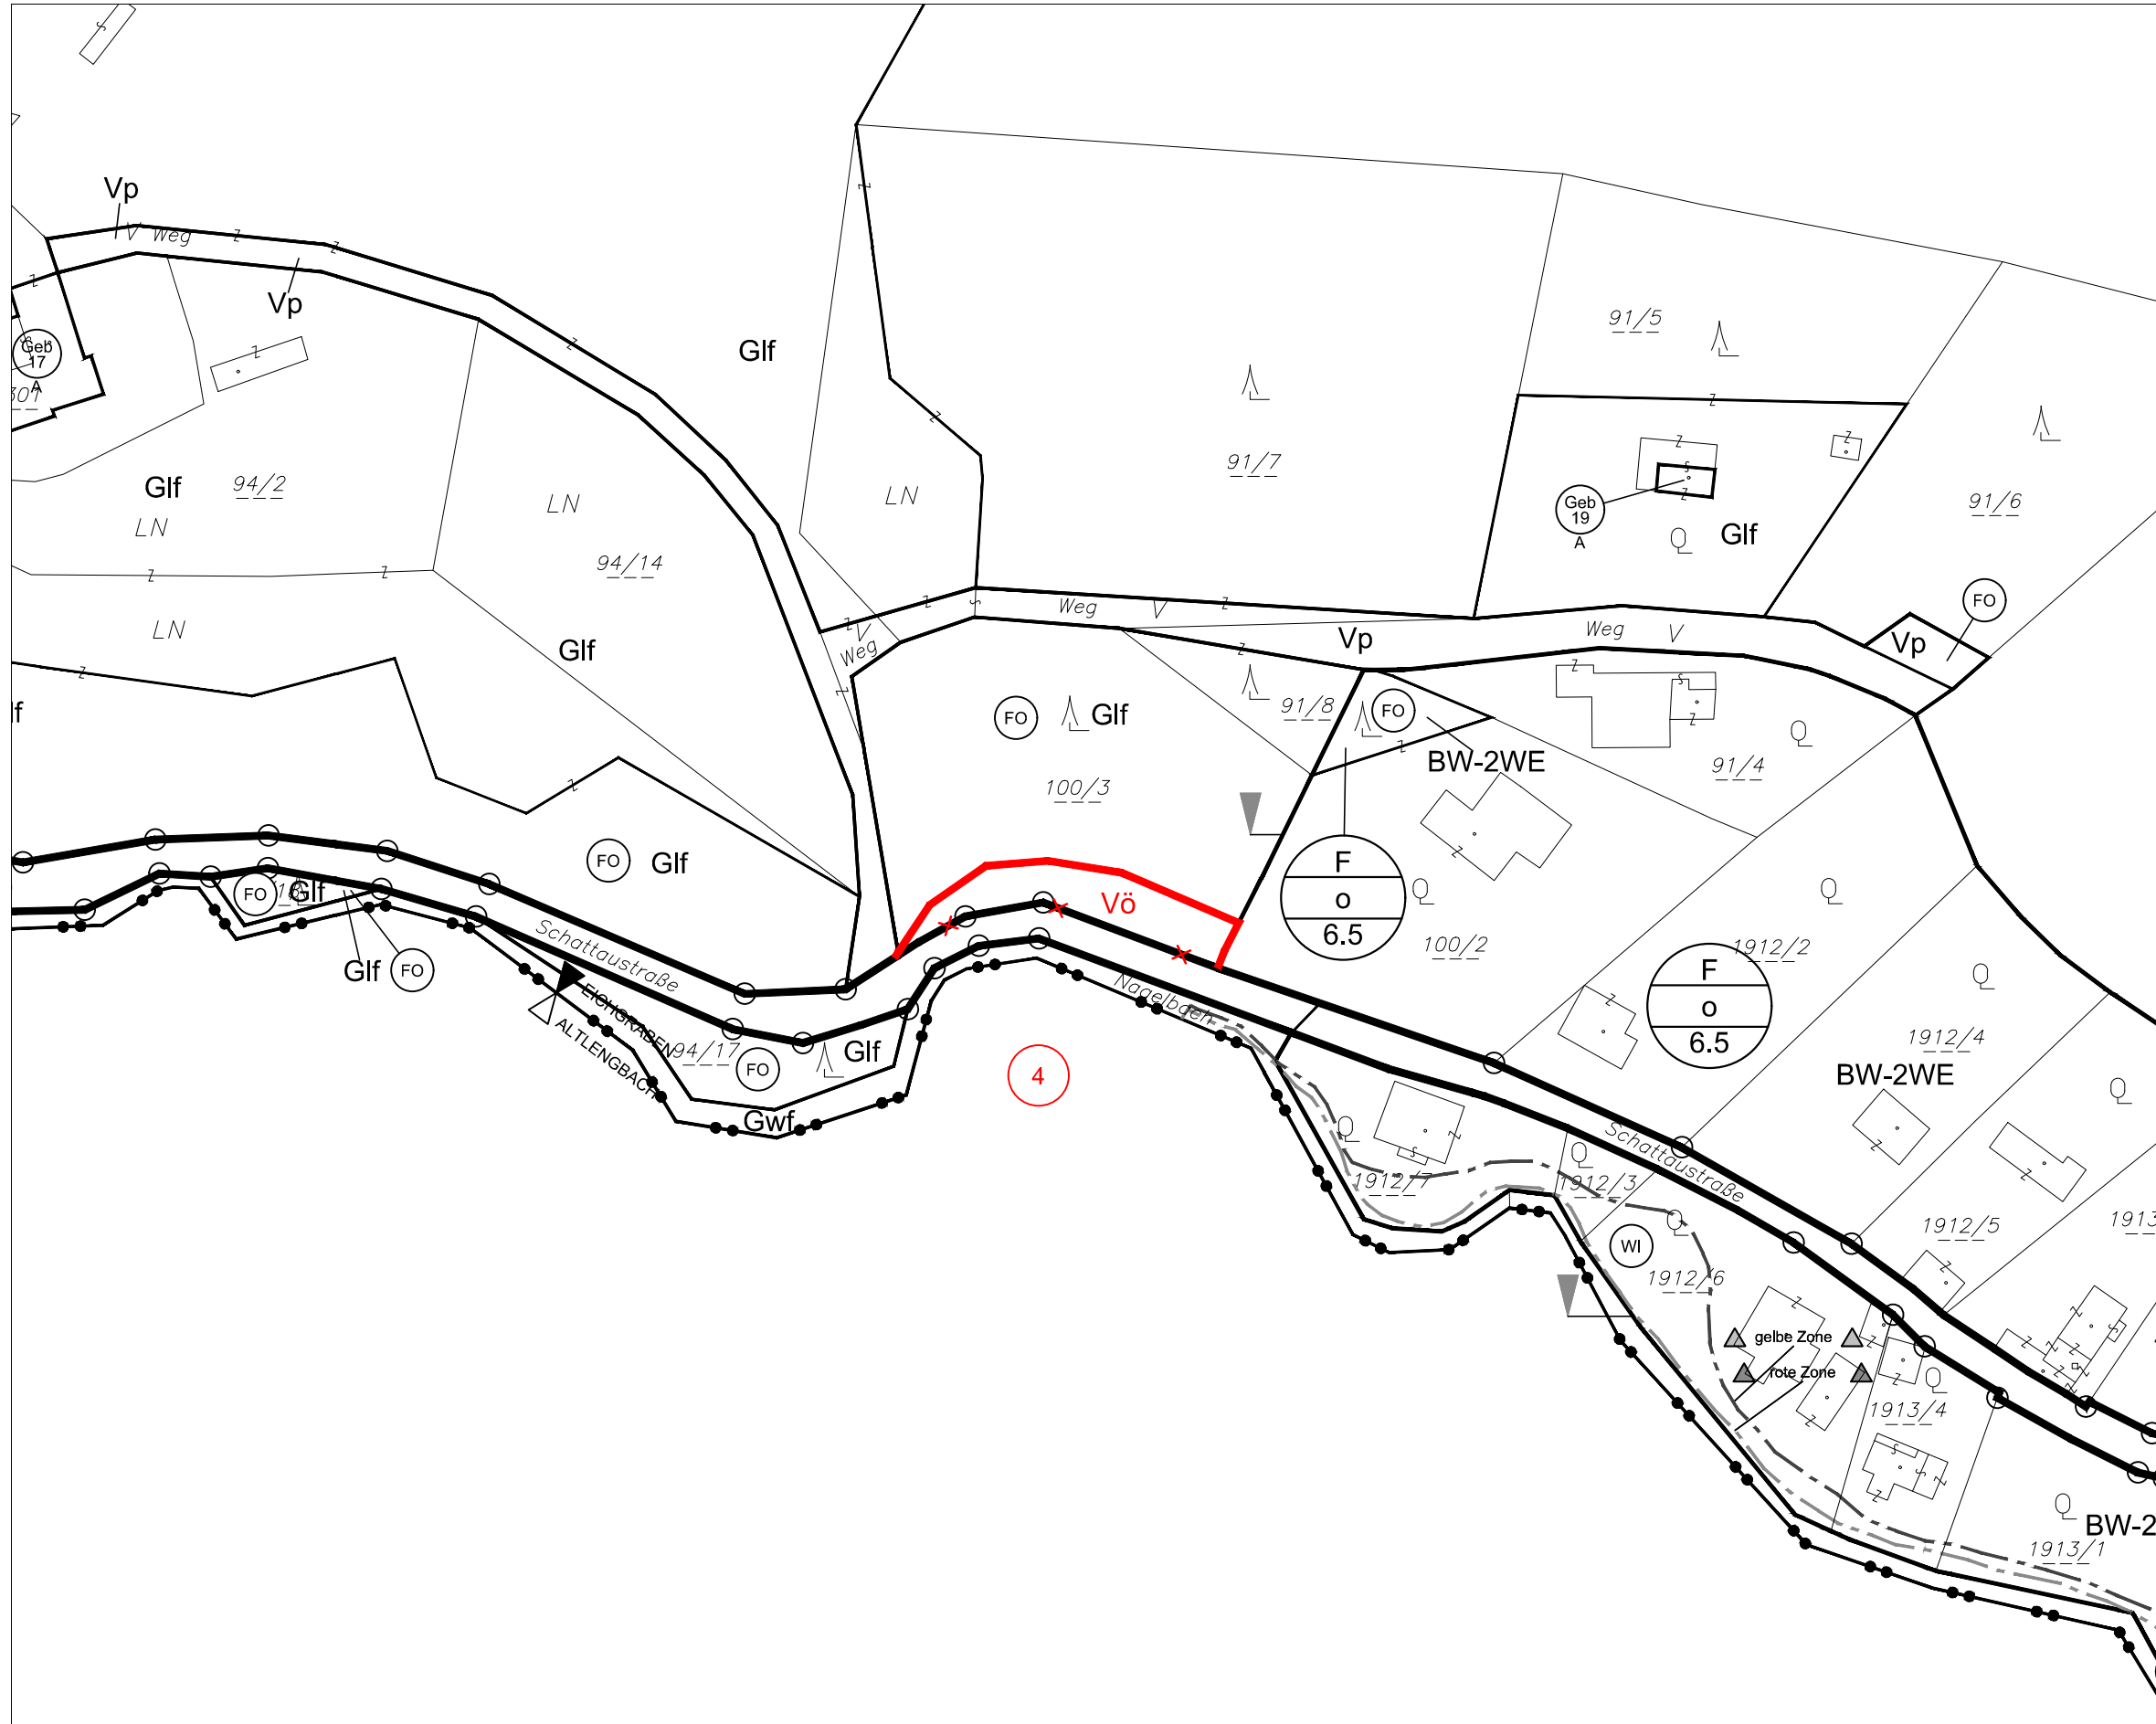 Vp
V Weg
Vp
Geb
17
A
Glf
94/2
LN
LN
94/14
LN
Glf
Glf
LN
91/7
91/5
Geb
19
A
Glf
91/6
FO
Vp
Weg V
Weg V
Vp
V
Weg
FO
Glf
91/8
FO
BW-2WE
91/4
100/3
lf
FO
Glf
FO
Glf
Glf
FO
Schattaustraße
EICHGRABEN
ALTLENGBACH
94/17
FO
Glf
Gwf
Vö
Nagelbach
4
F
o
6.5
100/2
F
o
6.5
1912/2
1912/4
BW-2WE
Schattaustraße
1912/7
1912/3
WI
1912/6
1912/5
1913
gelbe Zone
rote Zone
1913/4
BW-2
1913/1